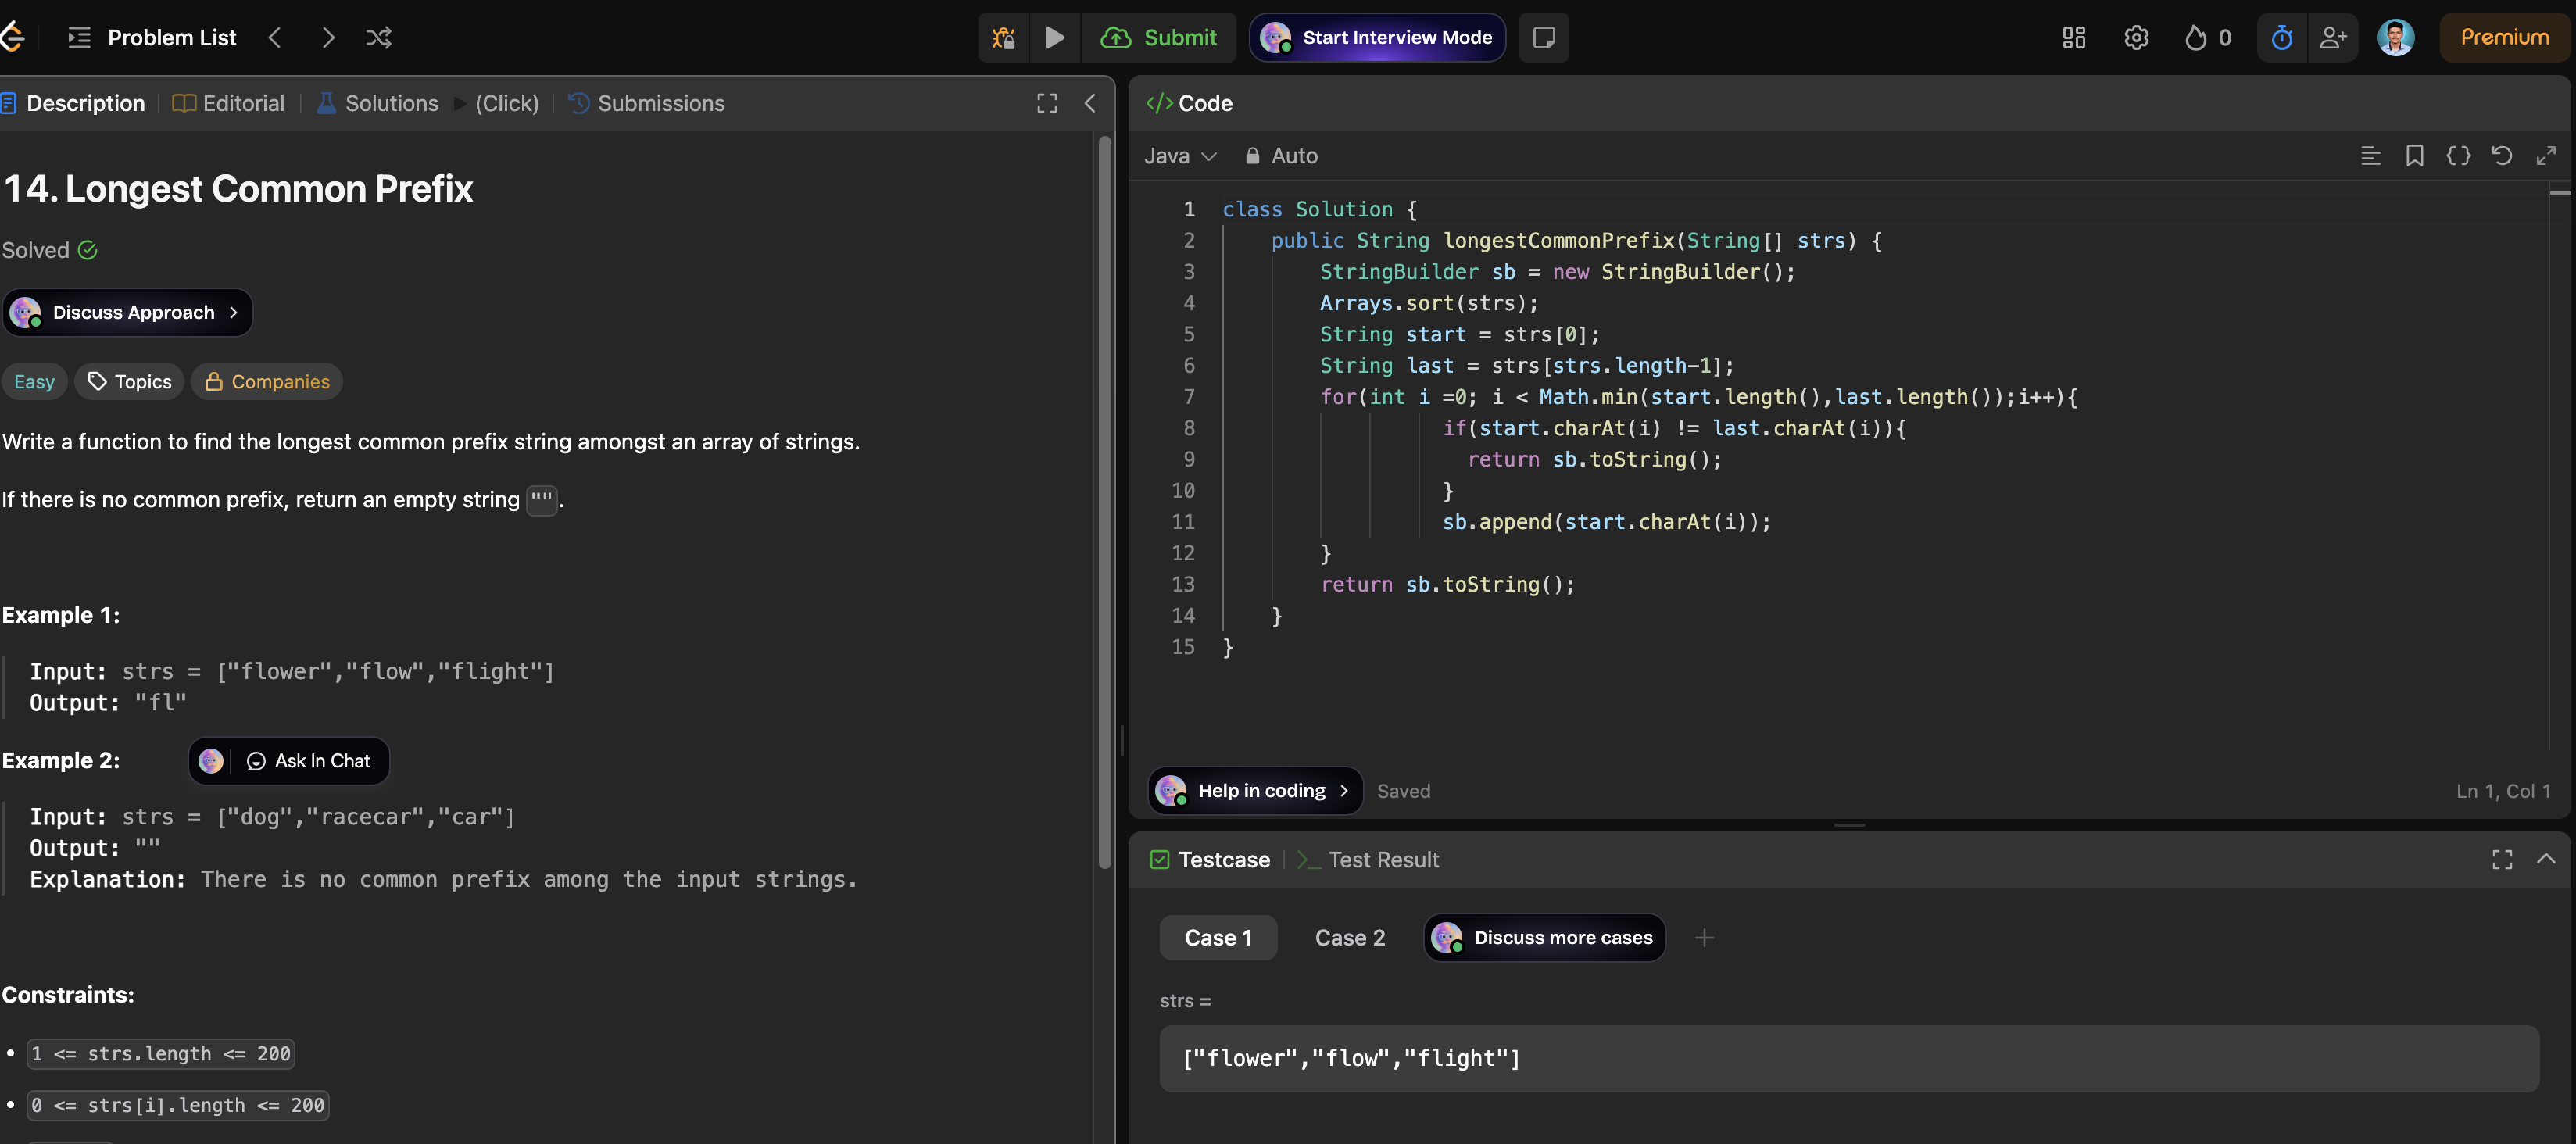 Problem List
Submit
Start Interview Mode
0
Premium
Description
Editorial
Solutions
(Click)
Submissions
14. Longest Common Prefix
Solved
Discuss Approach
Easy
Topics
Companies
Write a function to find the longest common prefix string amongst an array of strings.
If there is no common prefix, return an empty string "".
Example 1:
Input: strs = ["flower","flow","flight"]
Output: "fl"
Example 2:
Ask In Chat
Input: strs = ["dog","racecar","car"]
Output: ""
Explanation: There is no common prefix among the input strings.
Constraints:
1 <= strs.length <= 200
0 <= strs[i].length <= 200
</> Code
Java
Auto
1 class Solution {
2 public String longestCommonPrefix(String[] strs) {
3 StringBuilder sb = new StringBuilder();
4 Arrays.sort(strs);
5 String start = strs[0];
6 String last = strs[strs.length-1];
7 for(int i =0; i < Math.min(start.length(),last.length());i++){
8 if(start.charAt(i) != last.charAt(i)){
9 return sb.toString();
10 }
11 sb.append(start.charAt(i));
12 }
13 return sb.toString();
14 }
15 }
Help in coding
Saved
Ln 1, Col 1
Testcase
Test Result
Case 1
Case 2
Discuss more cases
strs =
["flower","flow","flight"]